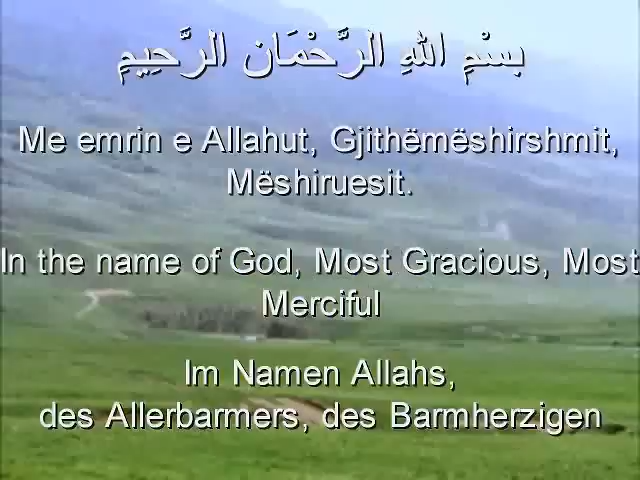 بِسْمِ اللهِ الرَّحْمَان الرَّحِيمِ
Me emrin e Allahut, Gjithëmëshirshmit,
Mëshiruesit.
In the name of God, Most Gracious, Most
Merciful
Im Namen Allahs,
des Allerbarmers, des Barmherzigen